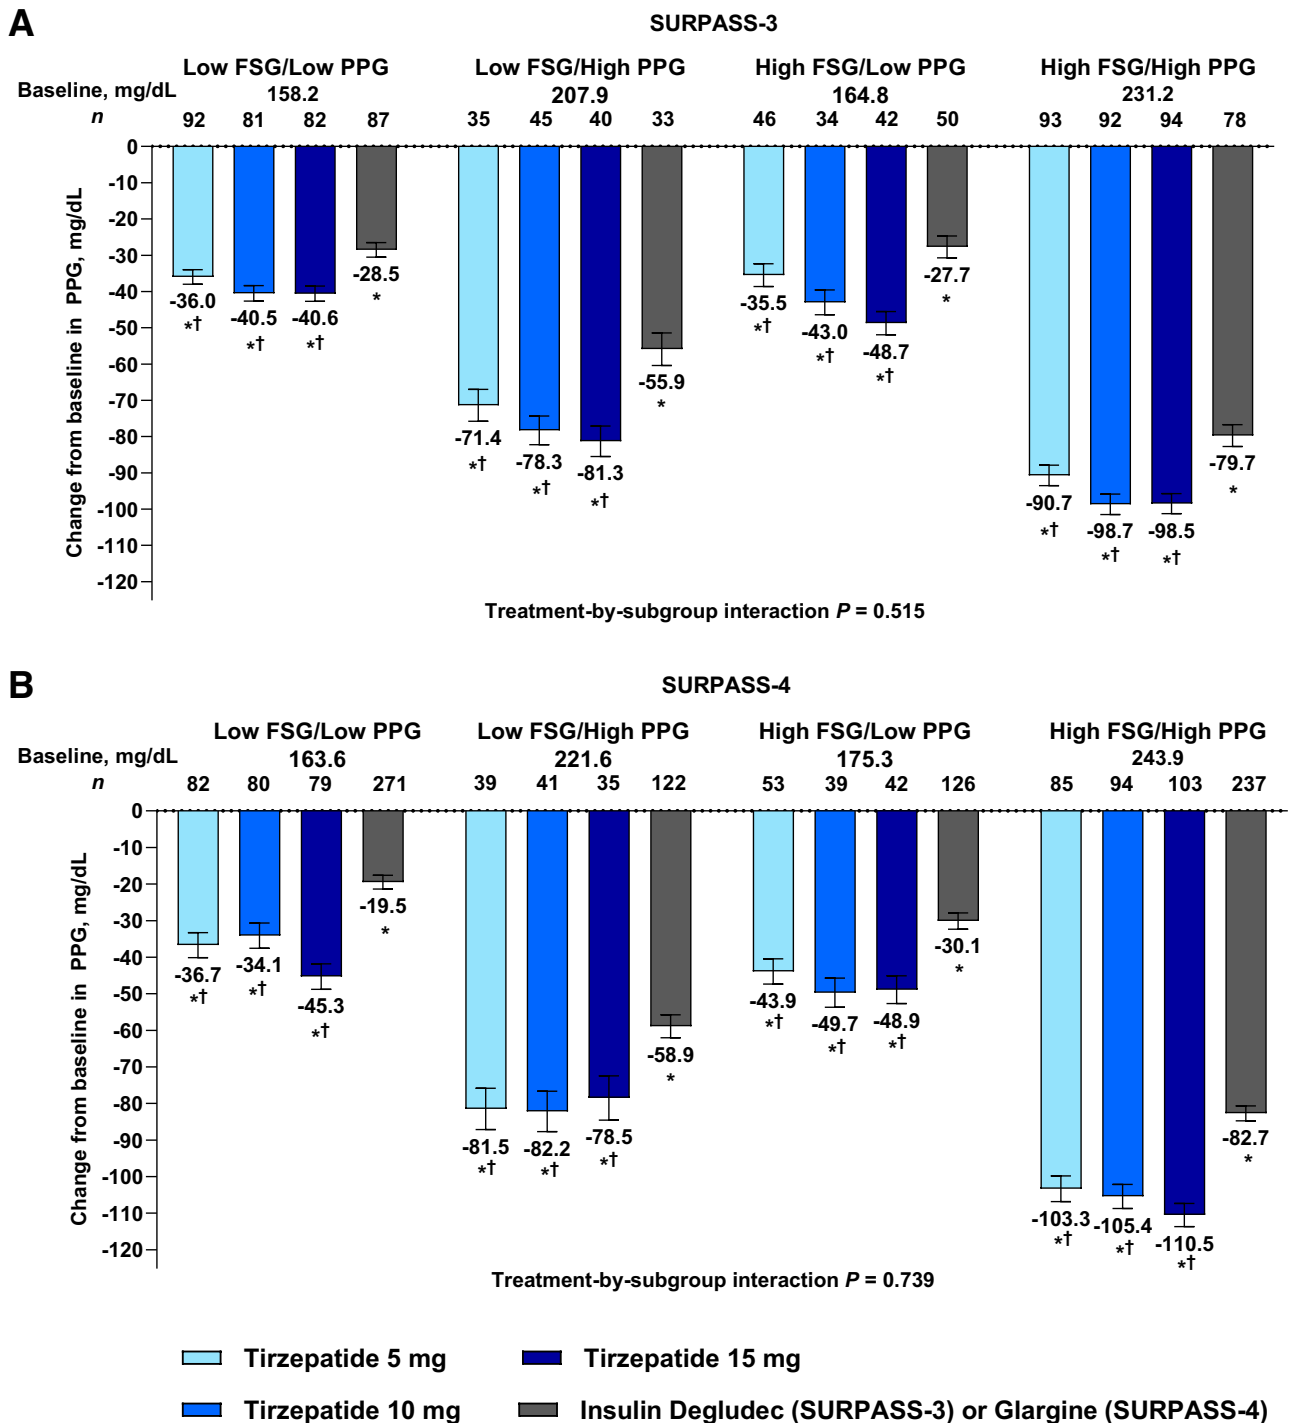 A
SURPASS-3
Low FSG/Low PPG Low FSG/High PPG High FSG/Low PPG High FSG/High PPG
Baseline, mg/dL 158.2 207.9 164.8 231.2
n 92 81 82 87 35 45 40 33 46 34 42 50 93 92 94 78
Change from baseline in PPG, mg/dL
0
-10
-20
-30
-40
-50
-60
-70
-80
-90
-100
-110
-120
-36.0 -40.5 -40.6 -28.5
*† *† *† *
-71.4 -78.3 -81.3 -55.9
*† *† *† *
-35.5 -43.0 -48.7 -27.7
*† *† *† *
-90.7 -98.7 -98.5 -79.7
*† *† *† *
Treatment-by-subgroup interaction P = 0.515
B
SURPASS-4
Low FSG/Low PPG Low FSG/High PPG High FSG/Low PPG High FSG/High PPG
Baseline, mg/dL 163.6 221.6 175.3 243.9
n 82 80 79 271 39 41 35 122 53 39 42 126 85 94 103 237
Change from baseline in PPG, mg/dL
0
-10
-20
-30
-40
-50
-60
-70
-80
-90
-100
-110
-120
-36.7 -34.1 -45.3 -19.5
*† *† *† *
-81.5 -82.2 -78.5 -58.9
*† *† *† *
-43.9 -49.7 -48.9 -30.1
*† *† *† *
-103.3 -105.4 -110.5 -82.7
*† *† *† *
Treatment-by-subgroup interaction P = 0.739
Tirzepatide 5 mg Tirzepatide 15 mg
Tirzepatide 10 mg Insulin Degludec (SURPASS-3) or Glargine (SURPASS-4)